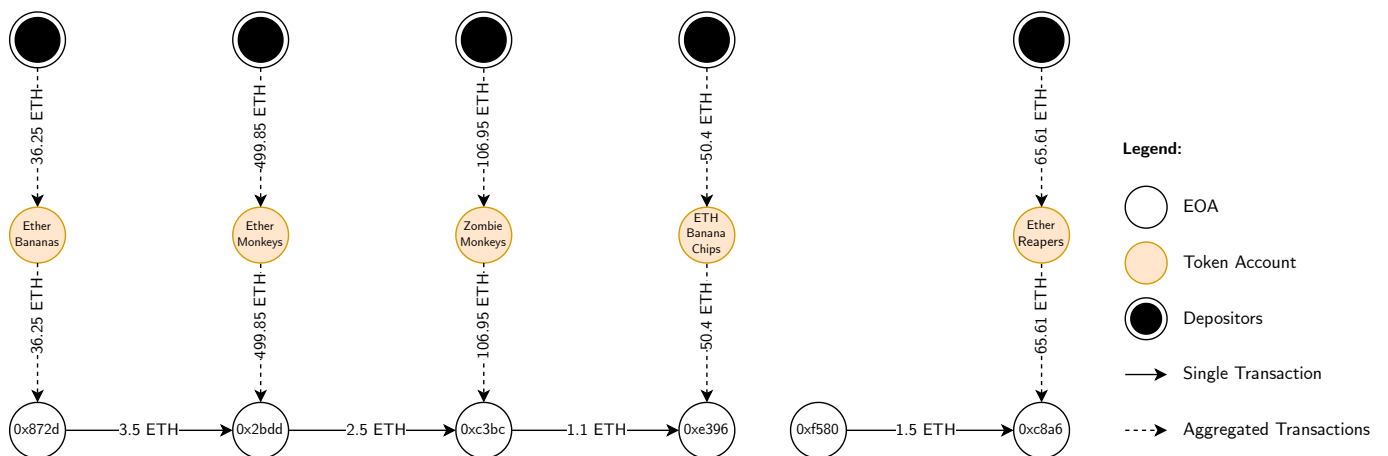 36.25 ETH
499.85 ETH
106.95 ETH
50.4 ETH
65.61 ETH
Legend:
EOA
Ether
Bananas
Ether
Monkeys
Zombie
Monkeys
ETH
Banana
Chips
Ether
Reapers
Token Account
Depositors
36.25 ETH
499.85 ETH
106.95 ETH
50.4 ETH
65.61 ETH
Single Transaction
0x872d
3.5 ETH
0x2bdd
2.5 ETH
0xc3bc
1.1 ETH
0xe396
0xf580
1.5 ETH
0xc8a6
Aggregated Transactions